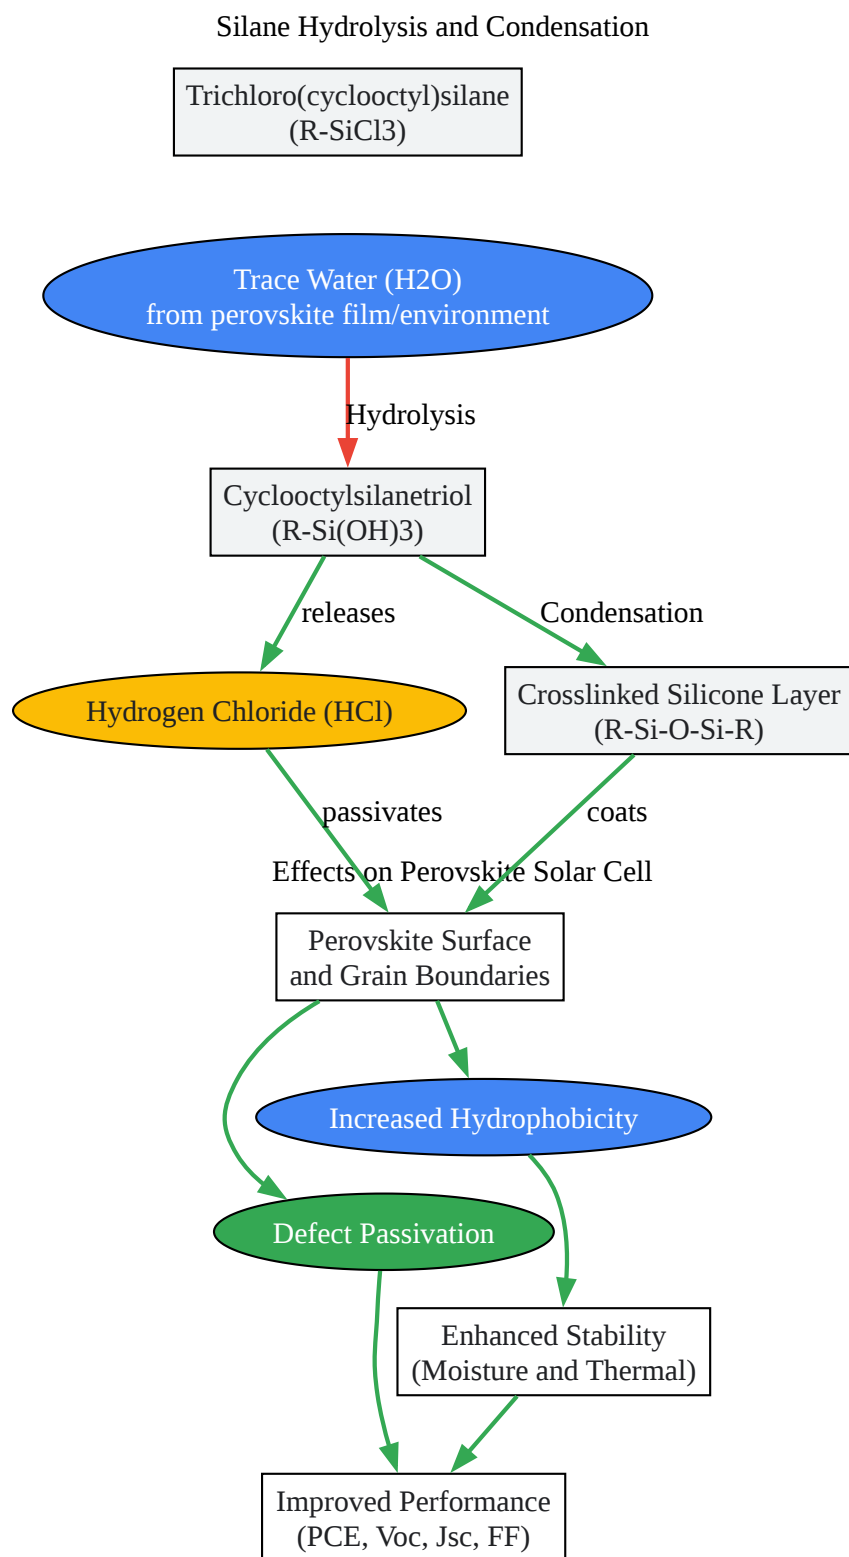 Silane Hydrolysis and Condensation
Trichloro(cyclooctyl)silane
(R-SiCl3)
Trace Water (H2O)
from perovskite film/environment
Hydrolysis
Cyclooctylsilanetriol
(R-Si(OH)3)
releases
Condensation
Hydrogen Chloride (HCl)
Crosslinked Silicone Layer
(R-Si-O-Si-R)
passivates
coats
Effects on Perovskite Solar Cell
Perovskite Surface
and Grain Boundaries
Increased Hydrophobicity
Defect Passivation
Enhanced Stability
(Moisture and Thermal)
Improved Performance
(PCE, Voc, Jsc, FF)